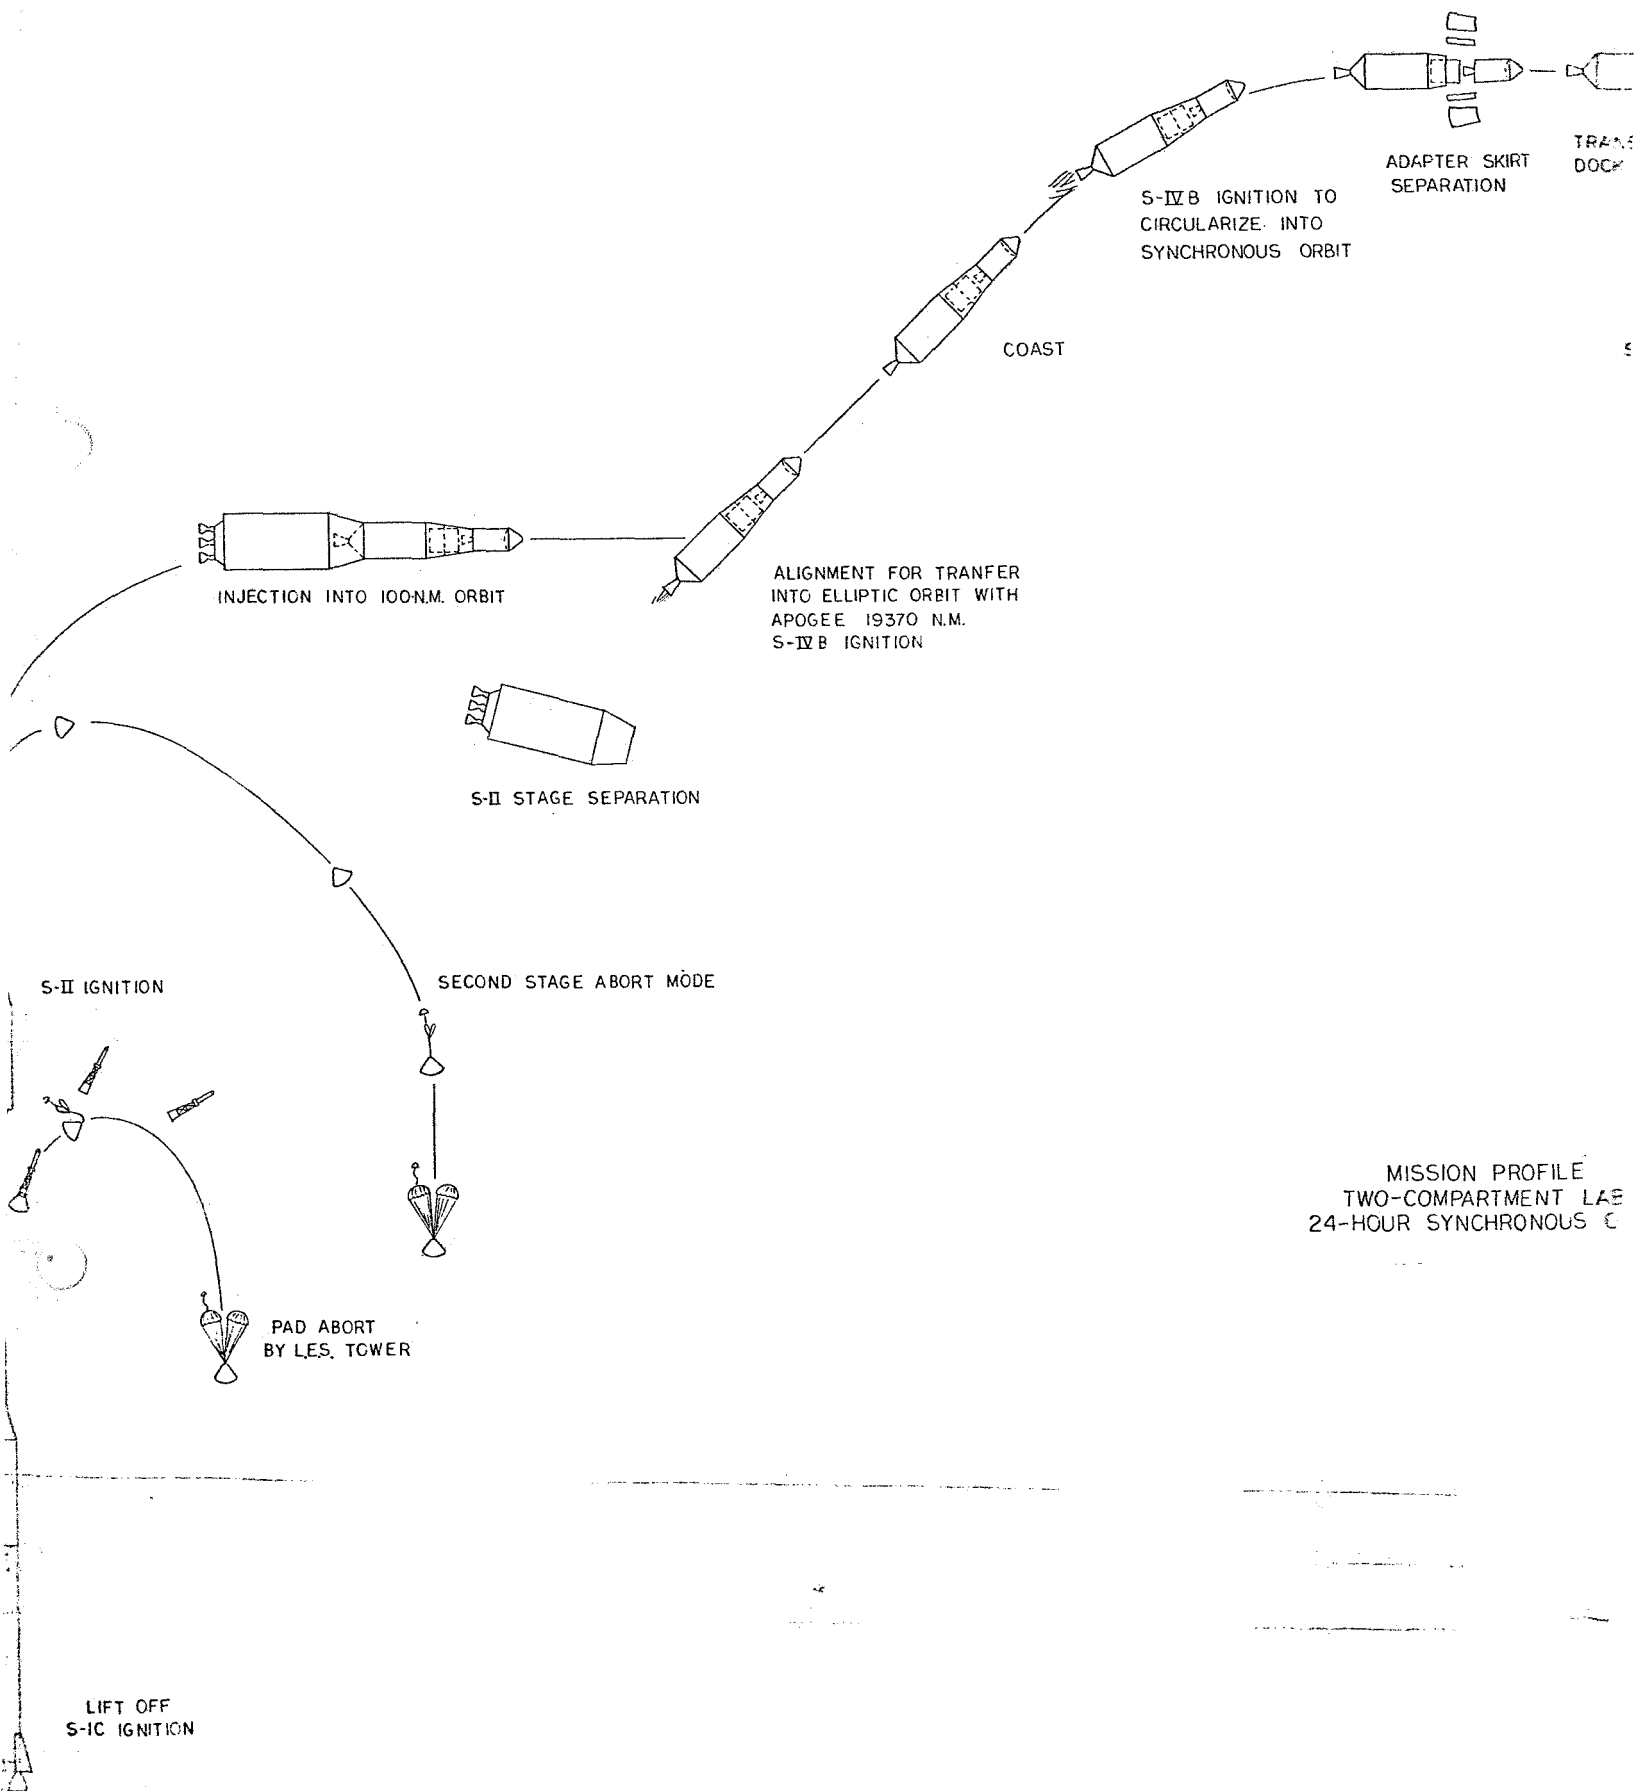 ADAPTER SKIRT
SEPARATION
S-IVB IGNITION TO
CIRCULARIZE INTO
SYNCHRONOUS ORBIT
COAST
INJECTION INTO 100-N.M. ORBIT
ALIGNMENT FOR TRANFER
INTO ELLIPTIC ORBIT WITH
APOGEE 19370 N.M.
S-IVB IGNITION
S-II STAGE SEPARATION
SECOND STAGE ABORT MODE
S-II IGNITION
MISSION PROFILE
TWO-COMPARTMENT
24-HOUR SYNCHRONOUS
PAD ABORT
BY L.E.S. TOWER
LIFT OFF
S-IC IGNITION